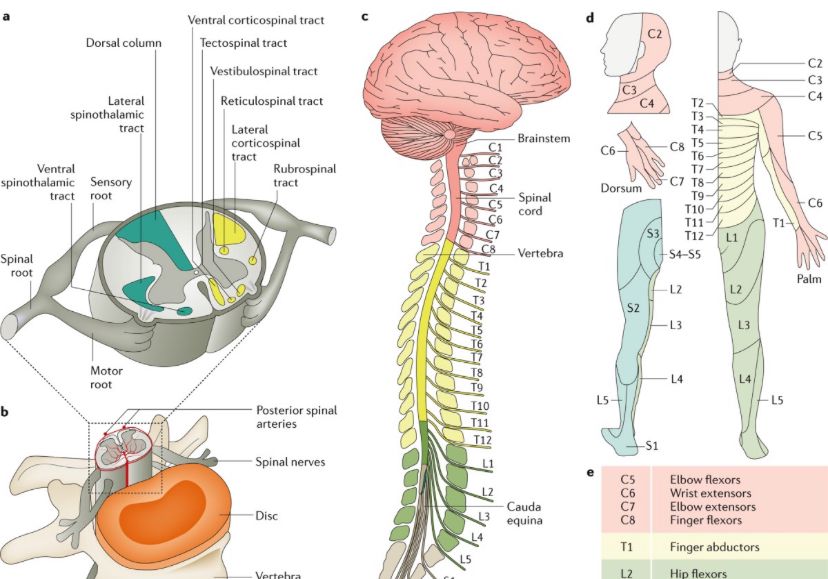 a
Ventral corticospinal tract
Dorsal column
Tectospinal tract
Vestibulospinal tract
Lateral
spinothalamic
tract
Reticulospinal tract
Lateral
corticospinal
tract
Ventral
spinothalamic
tract
Sensory
root
Rubrospinal
tract
Spinal
root
Motor
root
b
Posterior spinal
arteries
Spinal nerves
Disc
Vertebra
c
Brainstem
C1
C2
C3
C4
C5
C6
C7
C8
Spinal
cord
Vertebra
T1
T2
T3
T4
T5
T6
T7
T8
T9
T10
T11
T12
L1
L2
L3
L4
L5
Cauda
equina
d
C2
C3
C4
C6
C8
C7
Dorsum
S3
S4–S5
L2
S2
L3
L4
L5
S1
C2
C3
C4
T2
T3
T4
T5
T6
T7
T8
T9
T10
T11
T12
C5
C6
T1
Palm
L1
L2
L3
L4
L5
e
C5 Elbow flexors
C6 Wrist extensors
C7 Elbow extensors
C8 Finger flexors
T1 Finger abductors
L2 Hip flexors